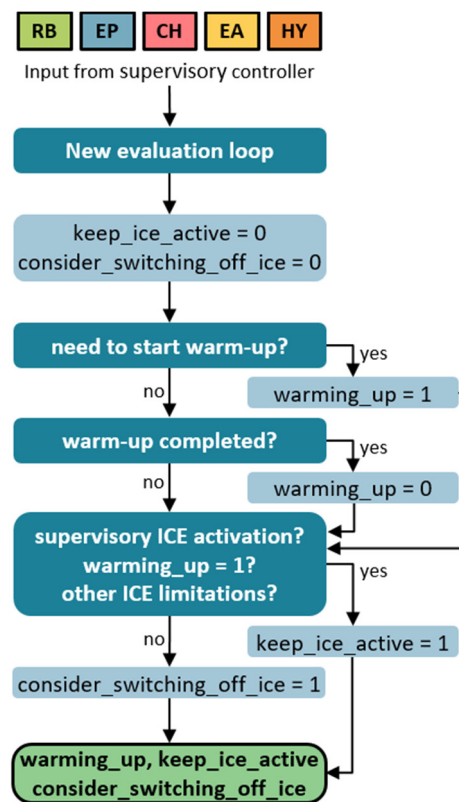 RB EP CH EA HY
Input from supervisory controller
New evaluation loop
keep_ice_active = 0
consider_switching_off_ice = 0
need to start warm-up?
yes
no
warming_up = 1
warm-up completed?
yes
no
warming_up = 0
supervisory ICE activation?
warming_up = 1?
other ICE limitations?
yes
no
keep_ice_active = 1
consider_switching_off_ice = 1
warming_up, keep_ice_active
consider_switching_off_ice